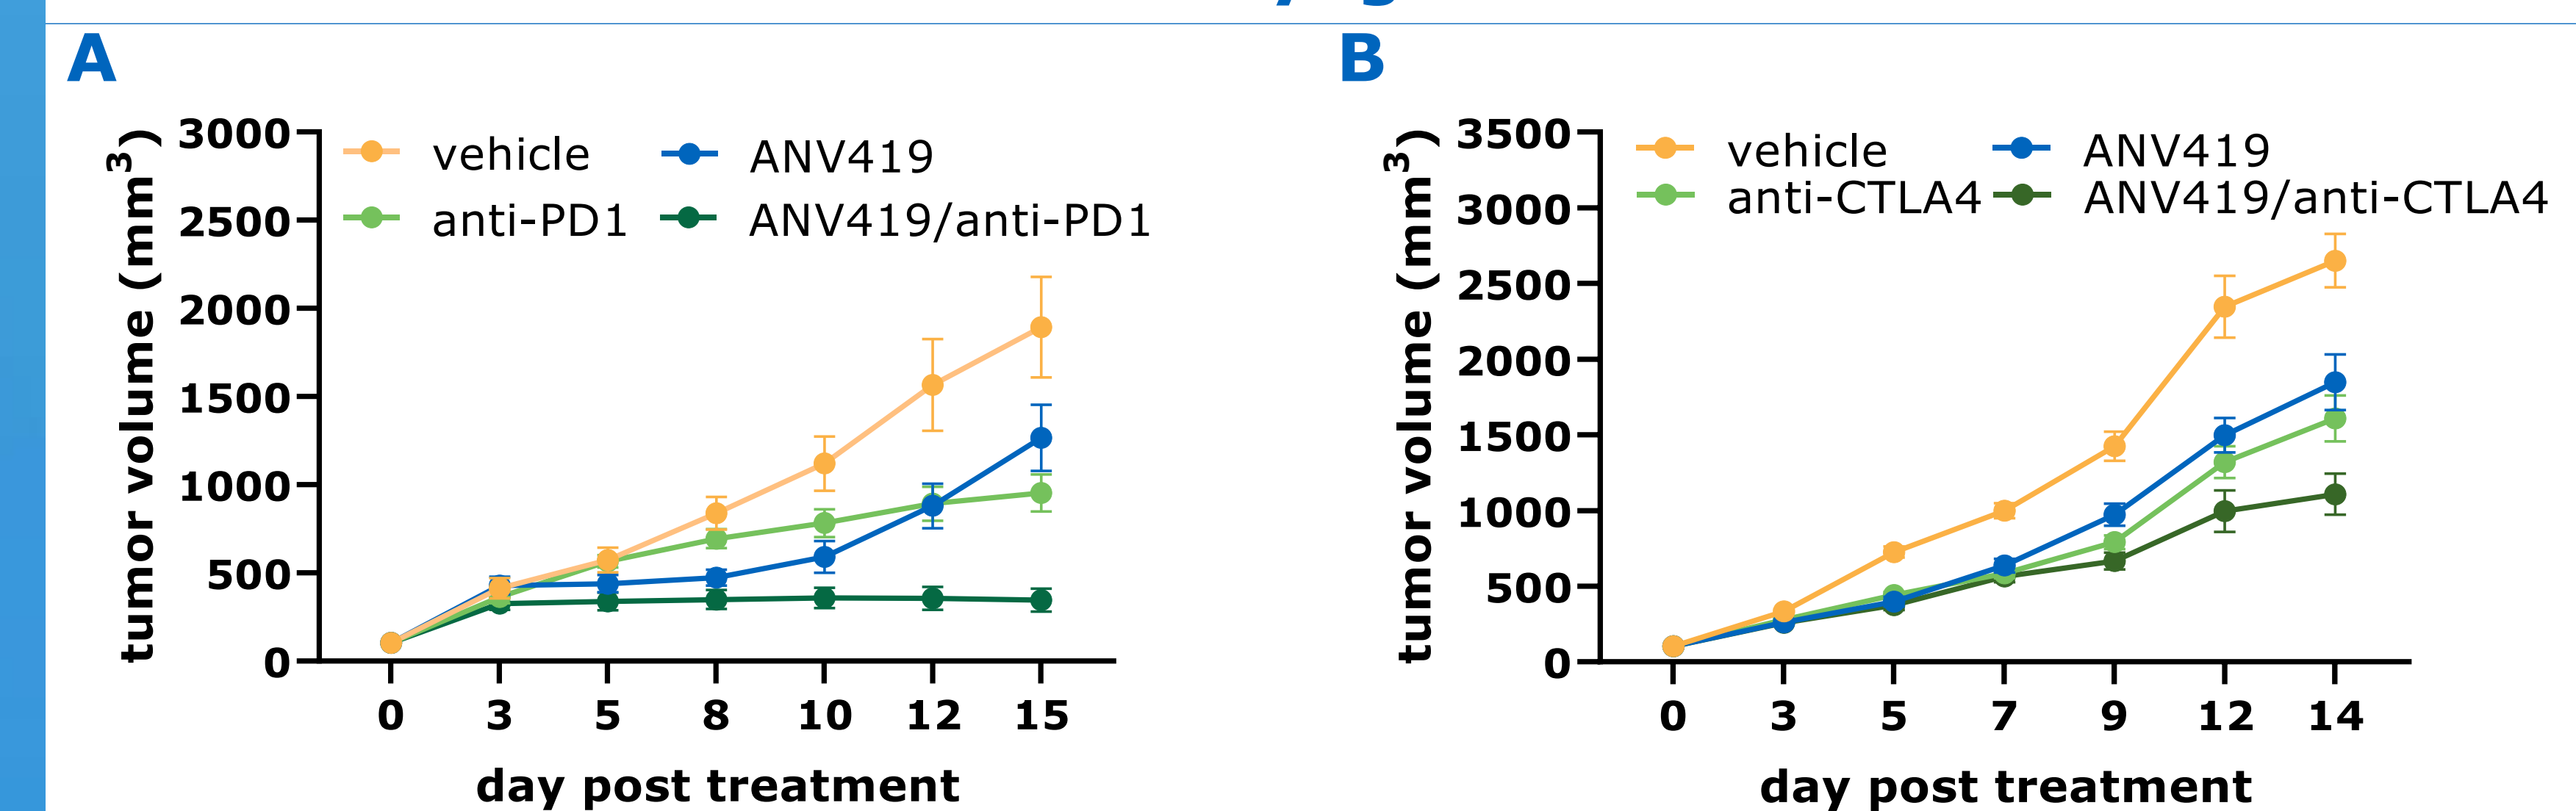 A
tumor volume (mm³)
3000
2500
2000
1500
1000
500
0
vehicle
ANV419
anti-PD1
ANV419/anti-PD1
0 3 5 8 10 12 15
day post treatment
B
tumor volume (mm³)
3500
3000
2500
2000
1500
1000
500
0
vehicle
ANV419
anti-CTLA4
ANV419/anti-CTLA4
0 3 5 7 9 12 14
day post treatment